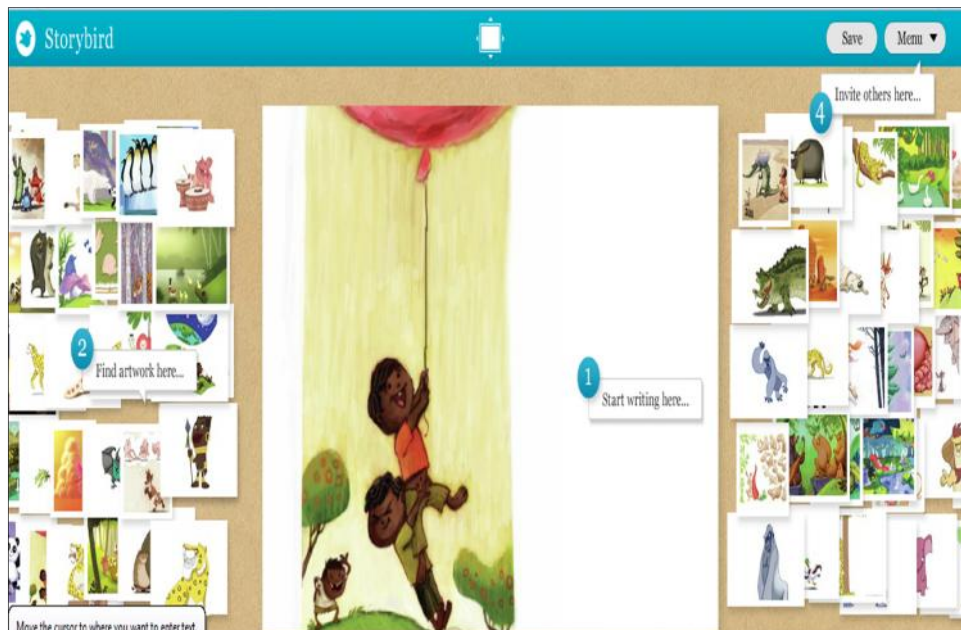 Storybird
Save
Menu ▼
Invite others here...
4
2
Find artwork here...
1
Start writing here...
Move the cursor to where you want to enter text